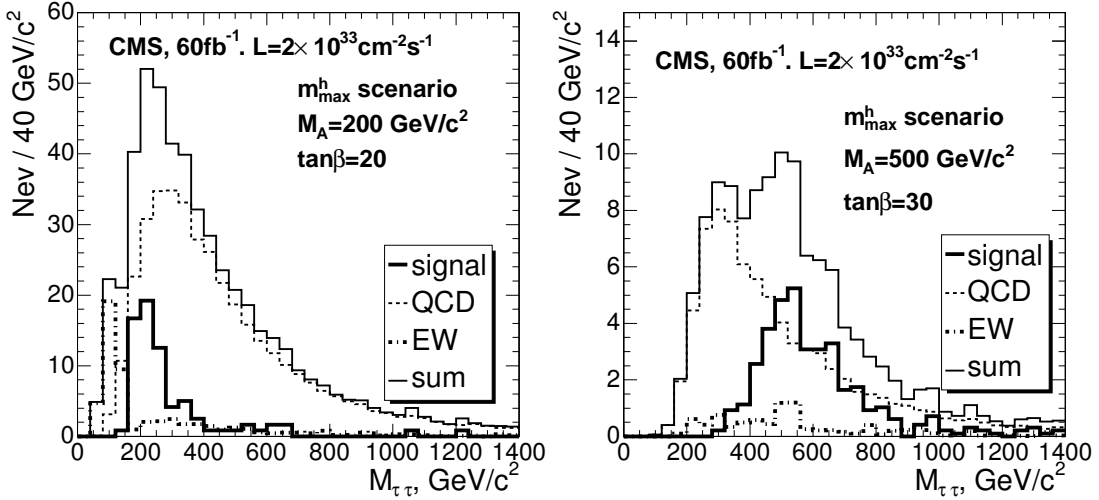 Nev / 40 GeV/c²
60
50
40
30
20
10
0
CMS, 60fb⁻¹. L=2× 10³³cm⁻²s⁻¹
mʰmax scenario
M_A=200 GeV/c²
tanβ=20
signal
QCD
EW
sum
0 200 400 600 800 1000 1200 1400
M_ττ, GeV/c²
Nev / 40 GeV/c²
14
12
10
8
6
4
2
0
CMS, 60fb⁻¹. L=2× 10³³cm⁻²s⁻¹
mʰmax scenario
M_A=500 GeV/c²
tanβ=30
signal
QCD
EW
sum
0 200 400 600 800 1000 1200 1400
M_ττ, GeV/c²